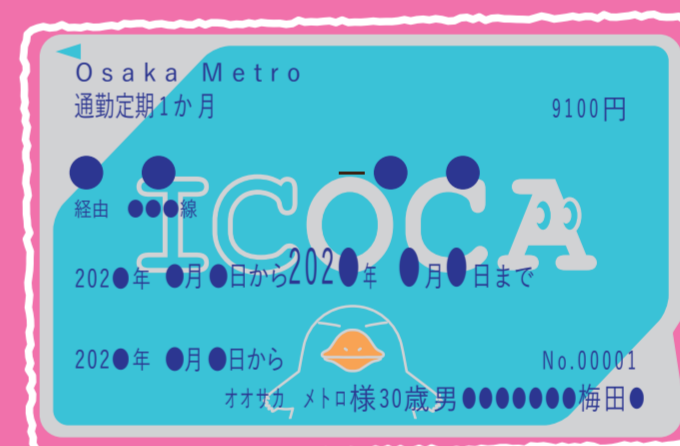 Osaka Metro
通勤定期1か月
9100円
●　●　—　●　●
ICOCA
経由　●●●線
202●年　●月●日から202●年　●月●日まで
202●年　●月●日から
No.00001
オオサカ　メトロ様30歳男●●●●●●●梅田●